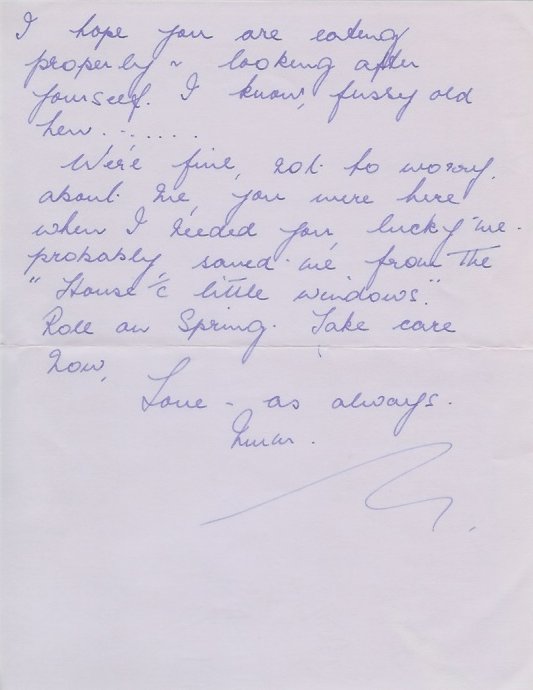 I hope you are eating
properly ~ looking after
yourself. I know, fussy old
hen.......
We're fine, not to worry.
about me, you were here
when I needed you, lucky me.
probably saved me from the
"House c̄ little windows."
Role on Spring. Take care
now,
Love - as always.
Mum.